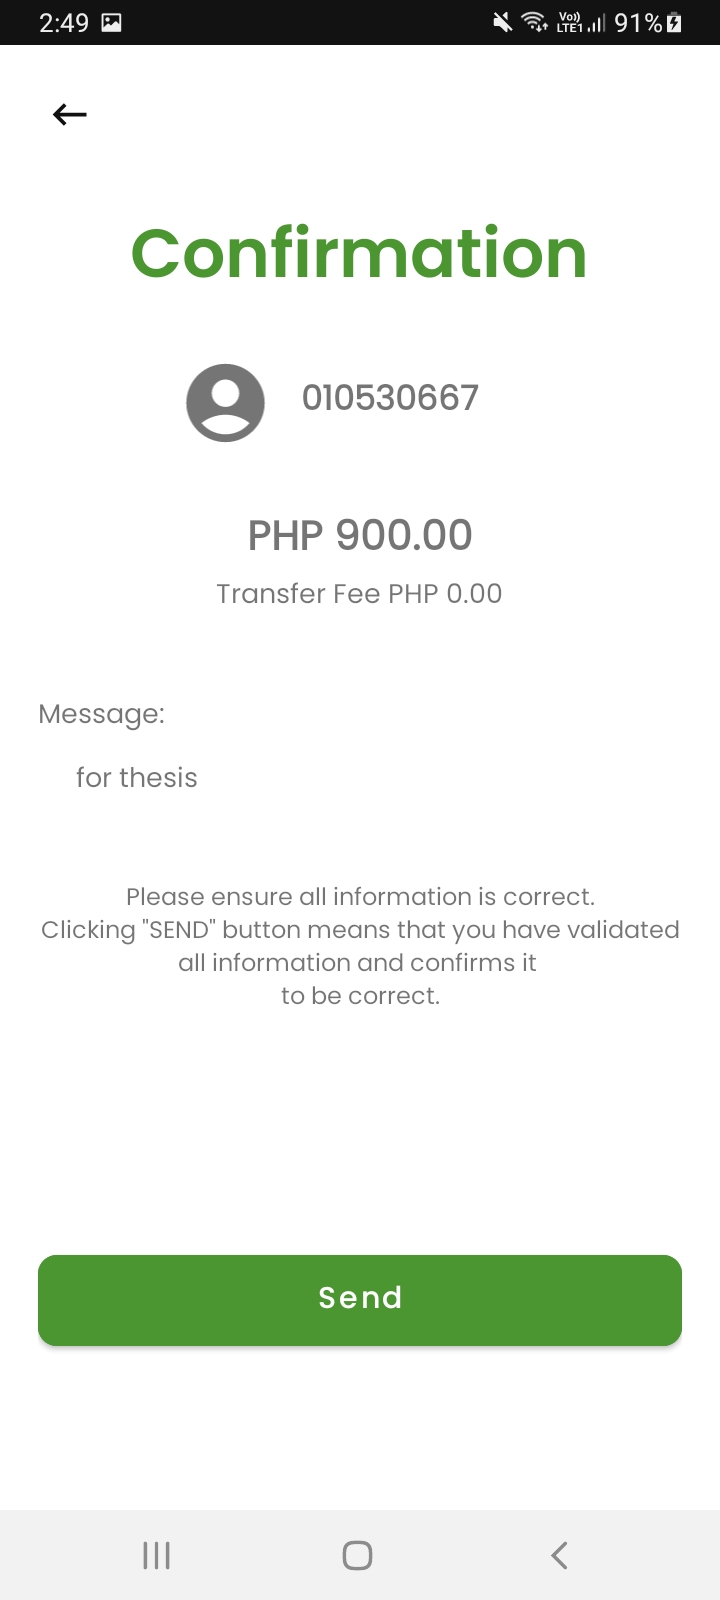 2:49
Vo)) LTE1 91%
Confirmation
010530667
PHP 900.00
Transfer Fee PHP 0.00
Message:
for thesis
Please ensure all information is correct.
Clicking "SEND" button means that you have validated
all information and confirms it
to be correct.
Send